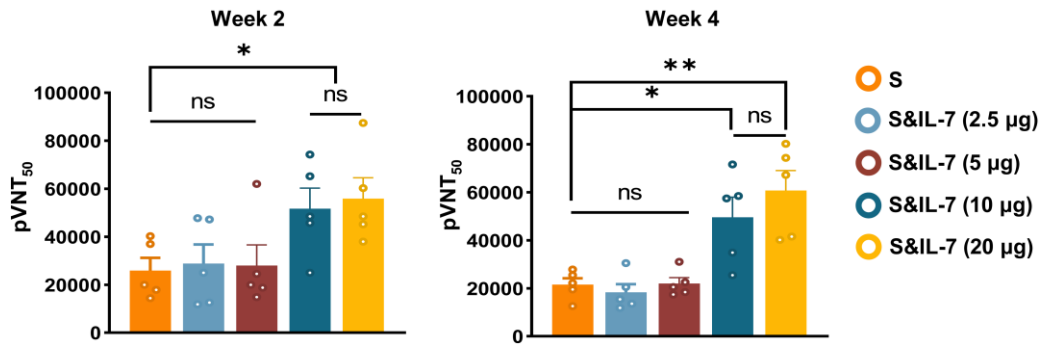 Week 2
*
ns
ns
100000
80000
60000
40000
20000
0
pVNT50
Week 4
**
*
ns
ns
100000
80000
60000
40000
20000
0
pVNT50
S
S&IL-7 (2.5 μg)
S&IL-7 (5 μg)
S&IL-7 (10 μg)
S&IL-7 (20 μg)